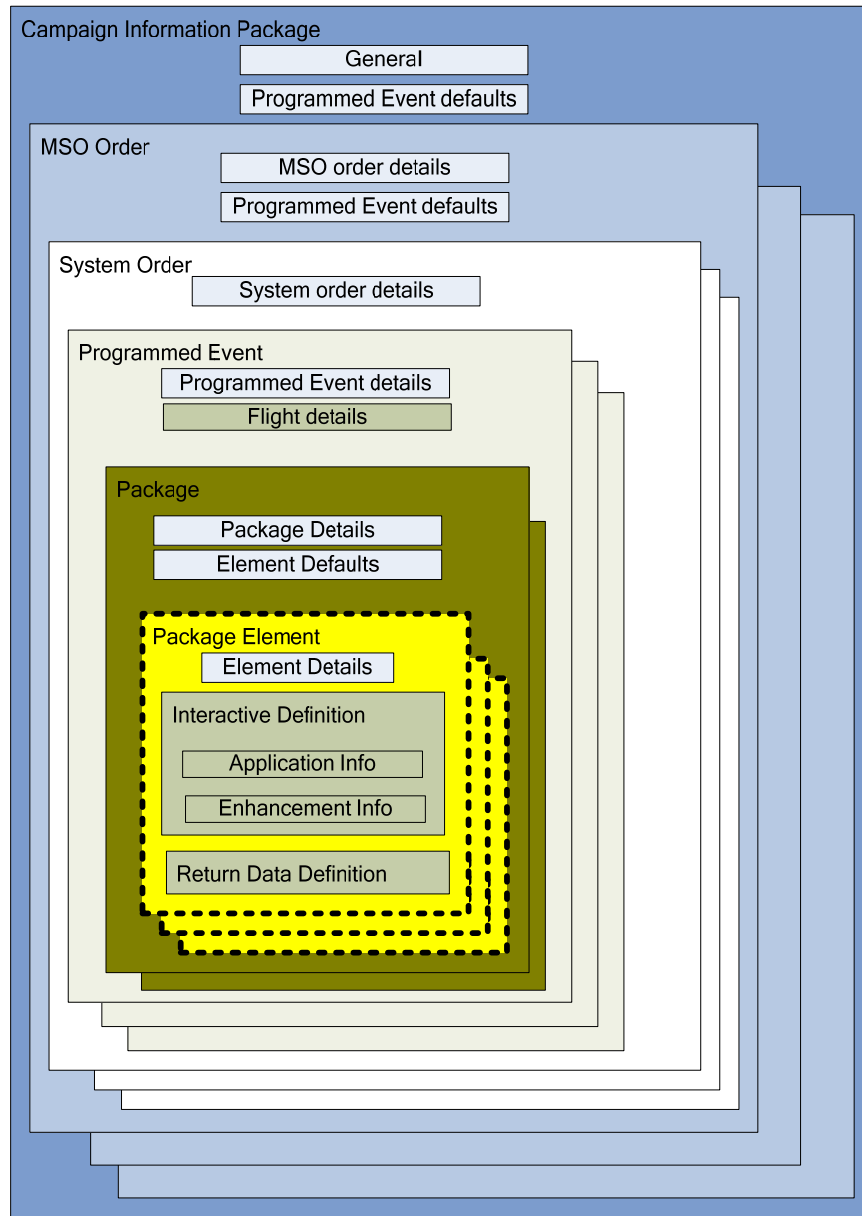 Campaign Information Package
General
Programmed Event defaults
MSO Order
MSO order details
Programmed Event defaults
System Order
System order details
Programmed Event
Programmed Event details
Flight details
Package
Package Details
Element Defaults
Package Element
Element Details
Interactive Definition
Application Info
Enhancement Info
Return Data Definition